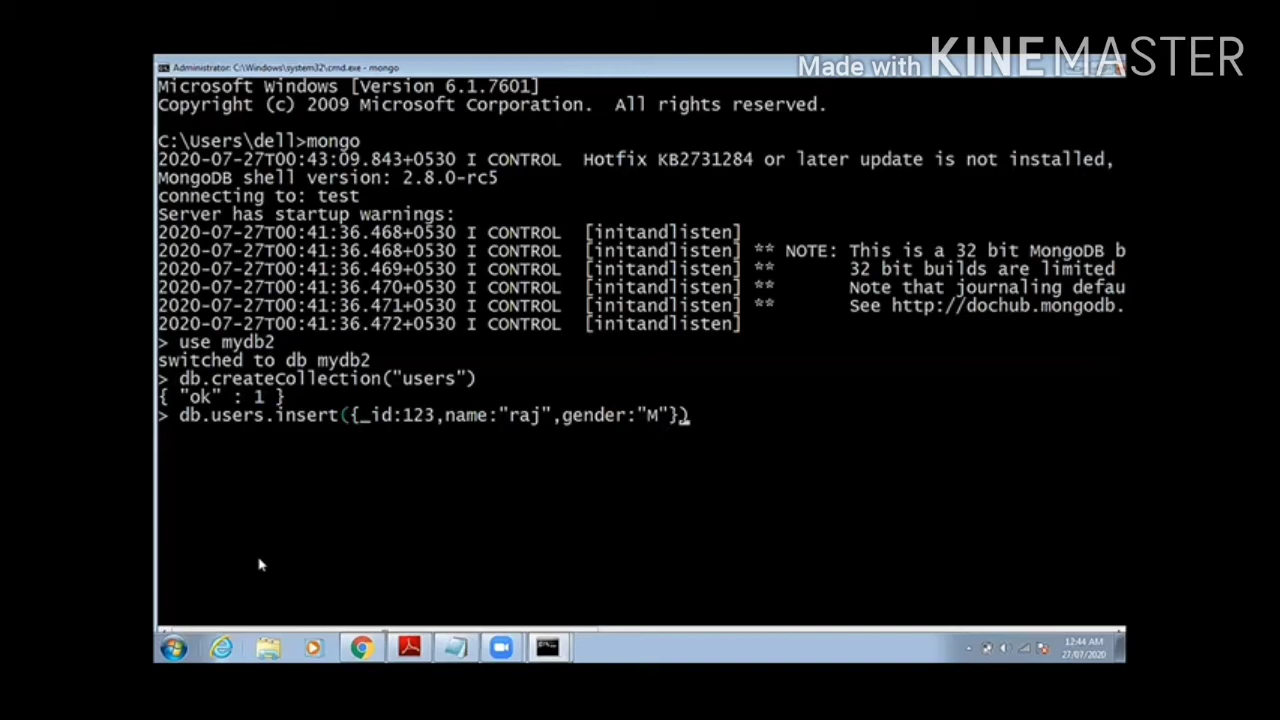 Made with KINEMASTER
Administrator: C:\Windows\system32\cmd.exe - mongo
Microsoft Windows [Version 6.1.7601]
Copyright (c) 2009 Microsoft Corporation.  All rights reserved.
C:\Users\dell>mongo
2020-07-27T00:43:09.843+0530 I CONTROL  Hotfix KB2731284 or later update is not installed,
MongoDB shell version: 2.8.0-rc5
connecting to: test
Server has startup warnings:
2020-07-27T00:41:36.468+0530 I CONTROL  [initandlisten]
2020-07-27T00:41:36.468+0530 I CONTROL  [initandlisten] ** NOTE: This is a 32 bit MongoDB b
2020-07-27T00:41:36.469+0530 I CONTROL  [initandlisten] **       32 bit builds are limited
2020-07-27T00:41:36.470+0530 I CONTROL  [initandlisten] **       Note that journaling defau
2020-07-27T00:41:36.471+0530 I CONTROL  [initandlisten] **       See http://dochub.mongodb.
2020-07-27T00:41:36.472+0530 I CONTROL  [initandlisten]
> use mydb2
switched to db mydb2
> db.createCollection("users")
{ "ok" : 1 }
> db.users.insert({_id:123,name:"raj",gender:"M"})
12:44 AM
27/07/2020